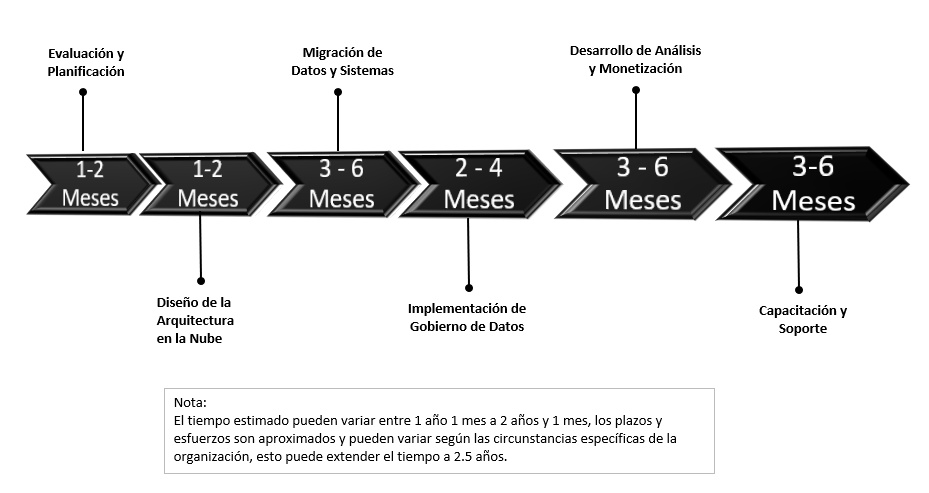 Evaluación y
Planificación
Migración de
Datos y Sistemas
Desarrollo de Análisis
y Monetización
1-2
Meses
1-2
Meses
3 - 6
Meses
2 - 4
Meses
3 - 6
Meses
3-6
Meses
Diseño de la
Arquitectura
en la Nube
Implementación de
Gobierno de Datos
Capacitación y
Soporte
Nota:
El tiempo estimado pueden variar entre 1 año 1 mes a 2 años y 1 mes, los plazos y
esfuerzos son aproximados y pueden variar según las circunstancias específicas de la
organización, esto puede extender el tiempo a 2.5 años.